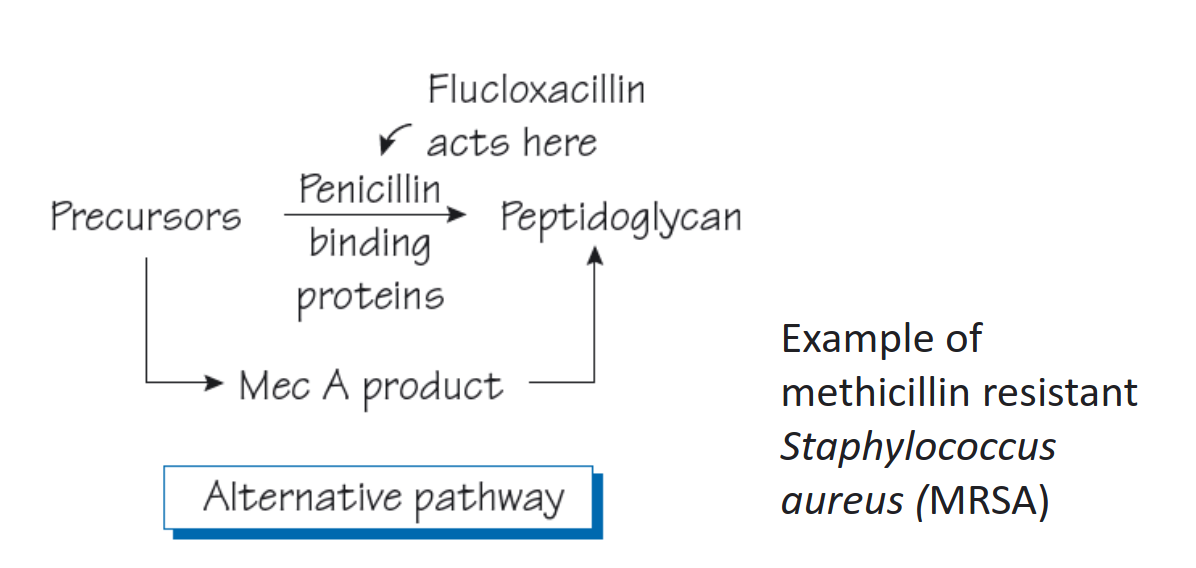 Flucloxacillin
acts here
Penicillin
Precursors
Peptidoglycan
binding
proteins
Mec A product
Alternative pathway
Example of
methicillin resistant
Staphylococcus
aureus (MRSA)